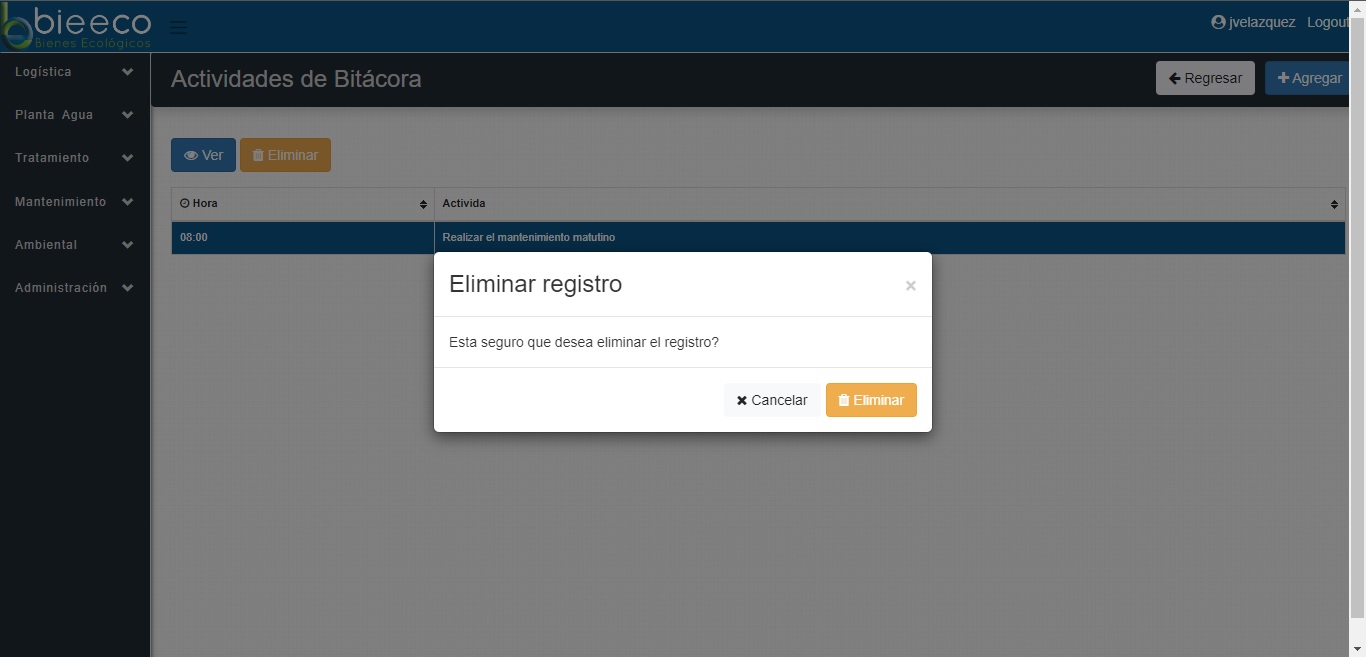 bieeco
Bienes Ecológicos
jvelazquez Logout
Logística
Planta Agua
Tratamiento
Mantenimiento
Ambiental
Administración
Actividades de Bitácora
Regresar
Agregar
Ver
Eliminar
Hora
Activida
08:00
Realizar el mantenimiento matutino
Eliminar registro
×
Esta seguro que desea eliminar el registro?
Cancelar
Eliminar